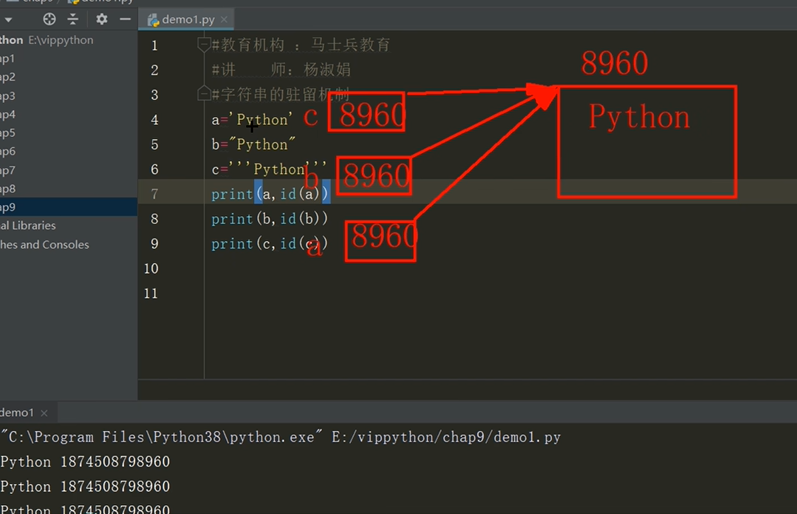 demo1.py
thon E:\vippython
ap1
ap2
ap3
ap4
ap5
ap6
ap7
ap8
ap9
al Libraries
hes and Consoles
1 #教育机构 ：马士兵教育
2 #讲    师：杨淑娟
3 #字符串的驻留机制
4 a='Python'
5 b="Python"
6 c='''Python'''
7 print(a,id(a))
8 print(b,id(b))
9 print(c,id(c))
10
11
c 8960
b 8960
a 8960
8960
Python
demo1
"C:\Program Files\Python38\python.exe" E:/vippython/chap9/demo1.py
Python 1874508798960
Python 1874508798960
Python 1874508798960